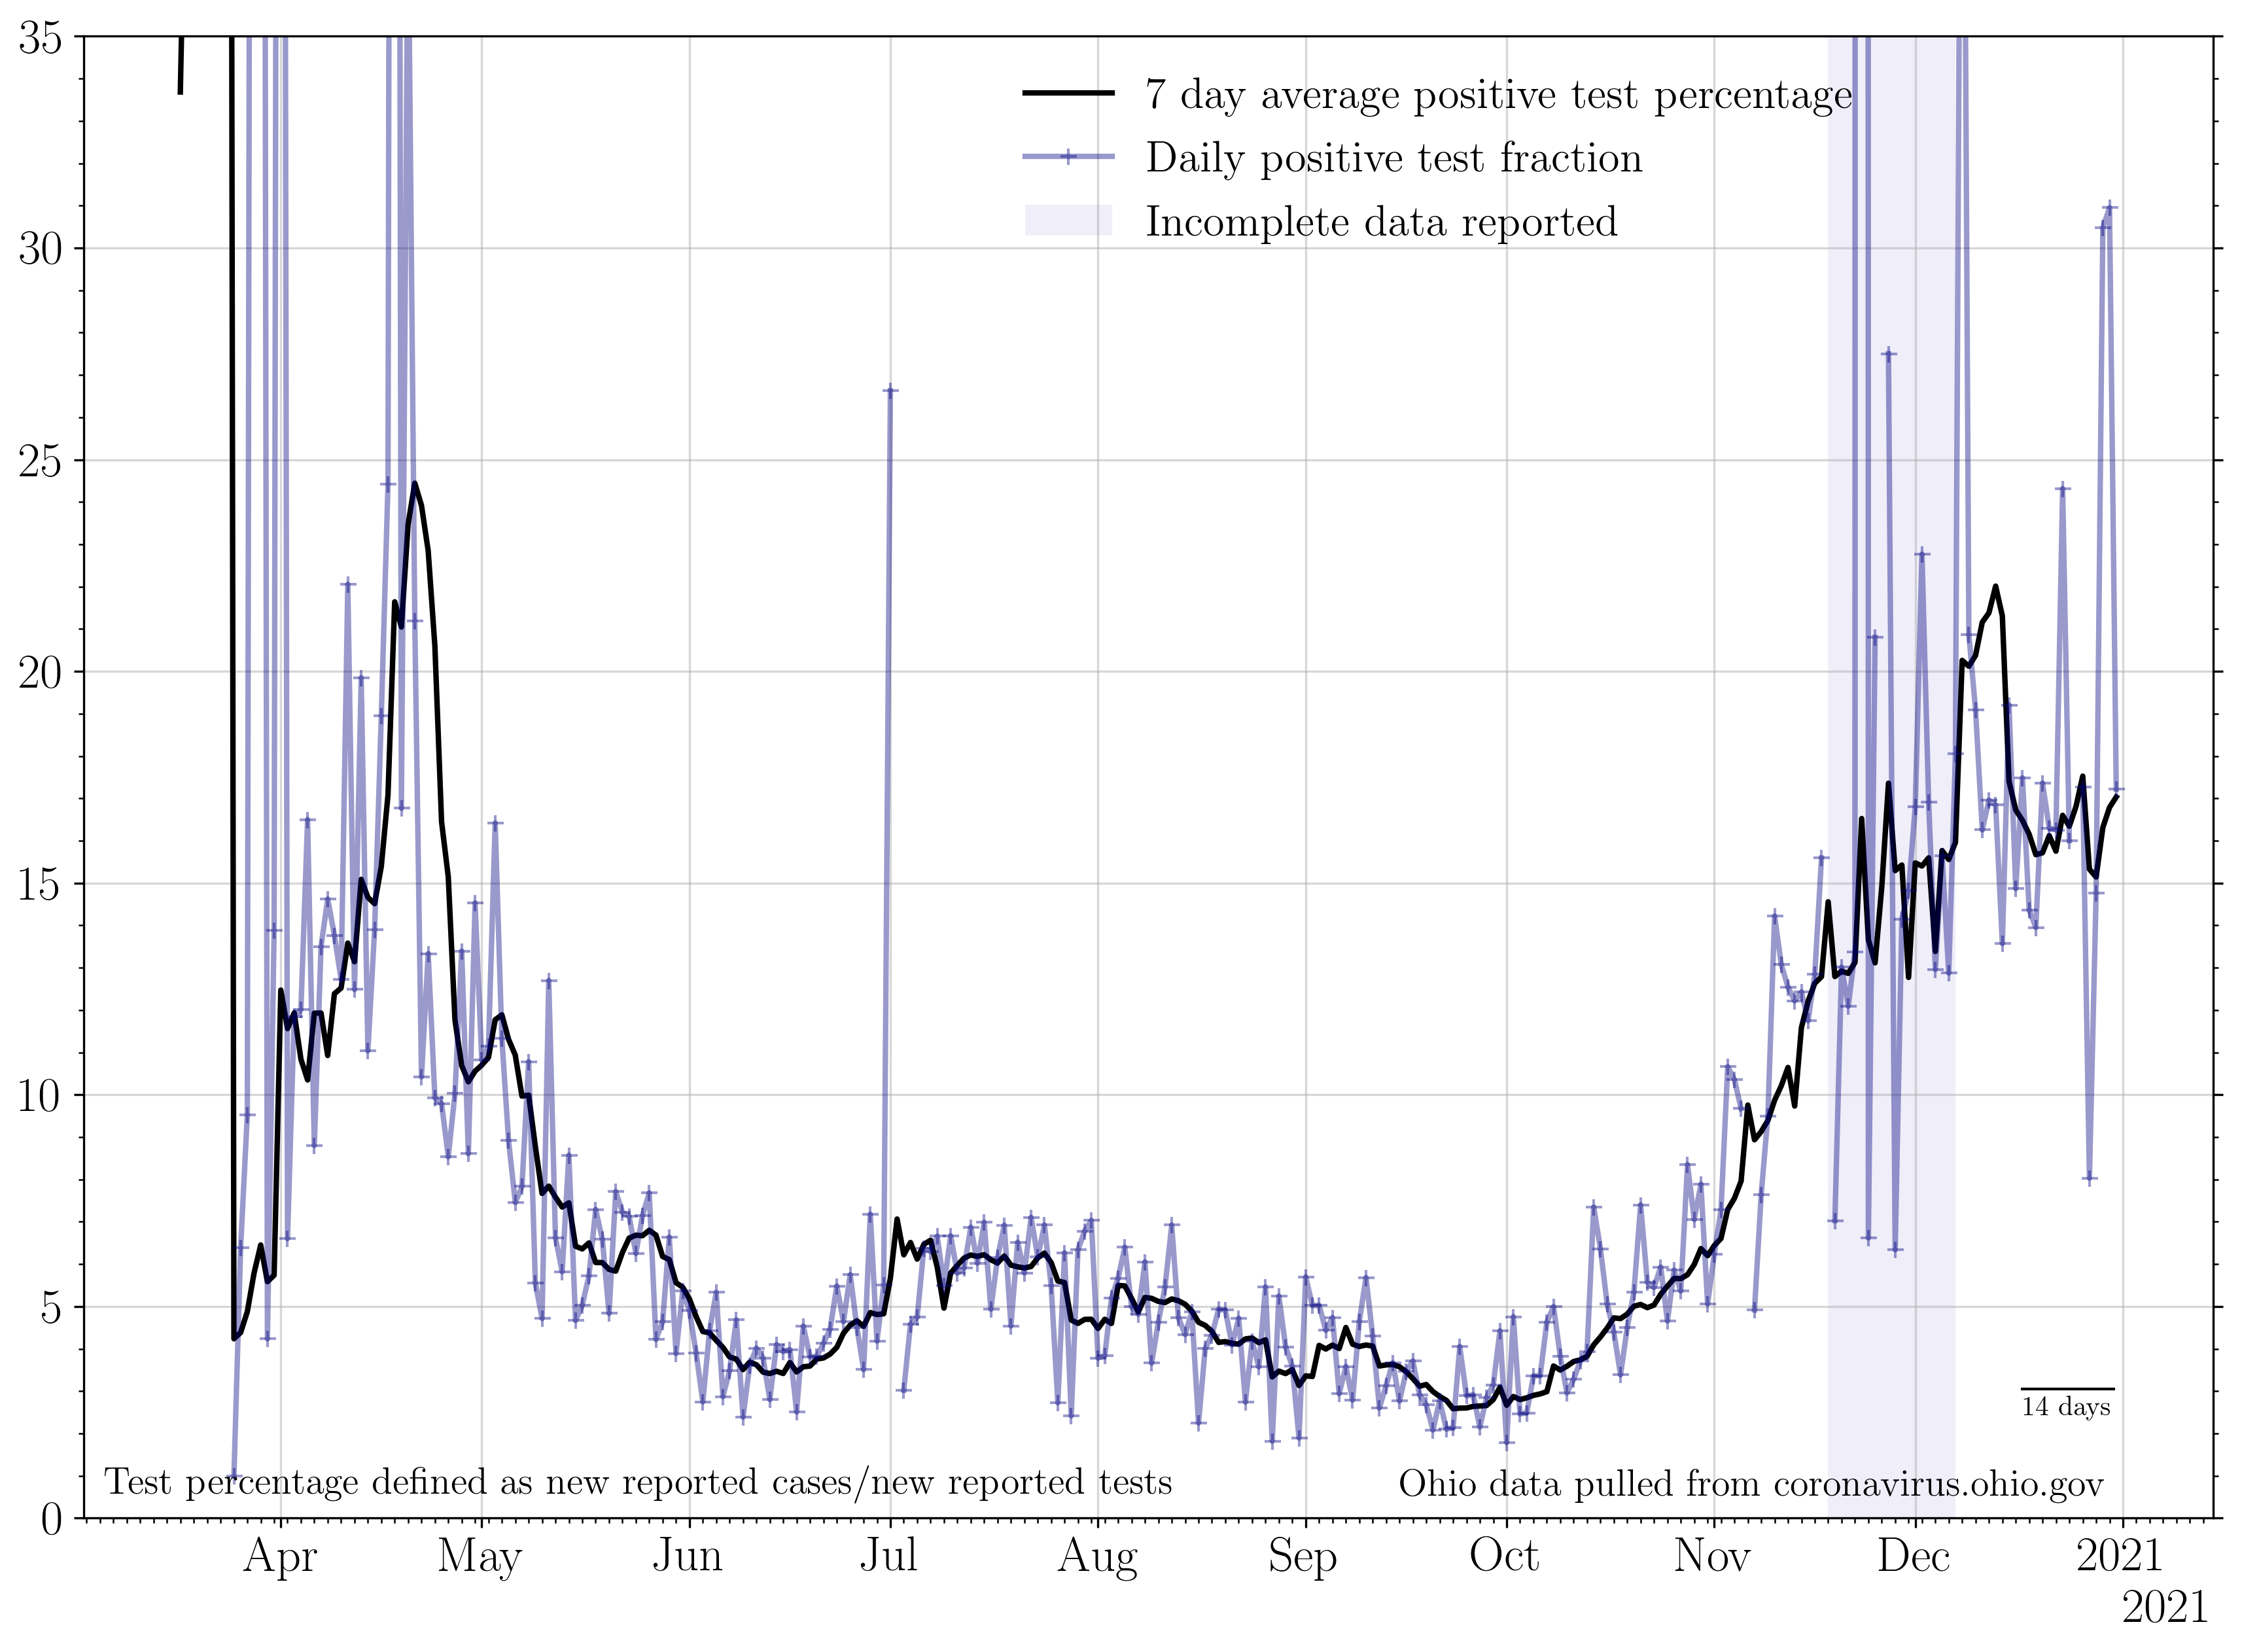 35
7 day average positive test percentage
Daily positive test fraction
Incomplete data reported
30
25
20
15
10
5
14 days
Test percentage defined as new reported cases/new reported tests
Ohio data pulled from coronavirus.ohio.gov
0
Apr May Jun Jul Aug Sep Oct Nov Dec 2021
2021